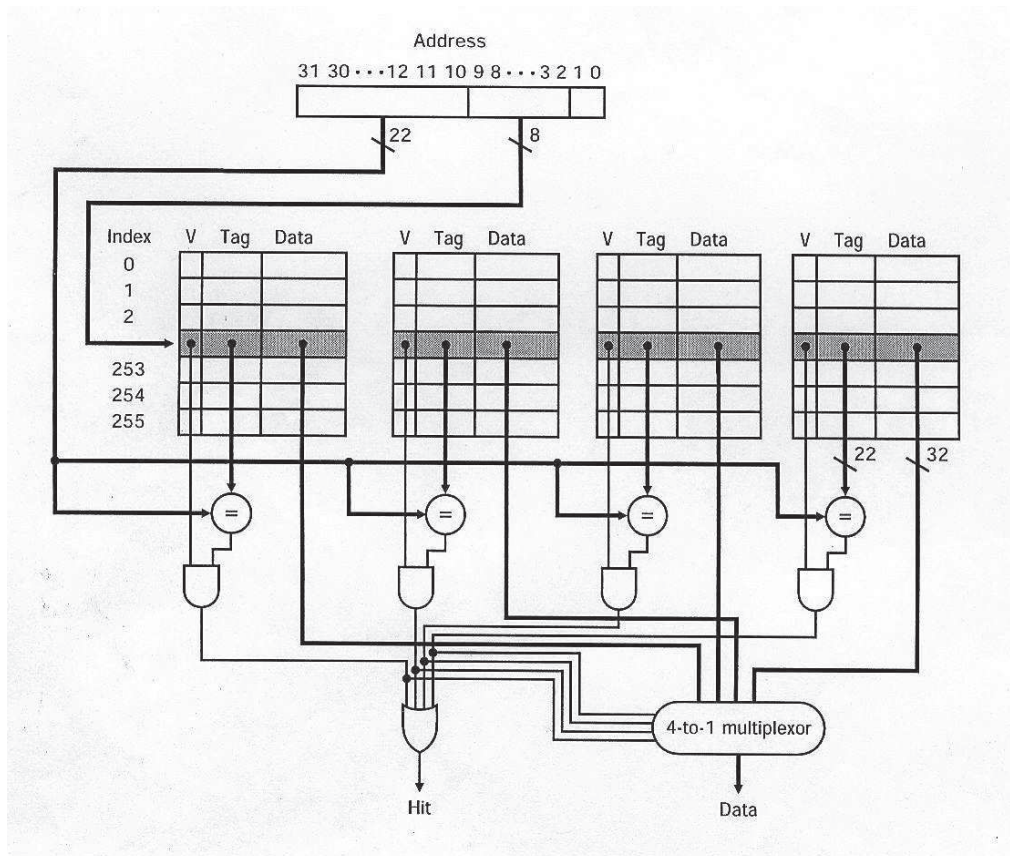 Address
31 30 · · · 12 11 10 9 8 · · · 3 2 1 0
22
8
Index
V Tag Data
V Tag Data
V Tag Data
V Tag Data
0
1
2
253
254
255
22
32
=
=
=
=
4-to-1 multiplexor
Hit
Data